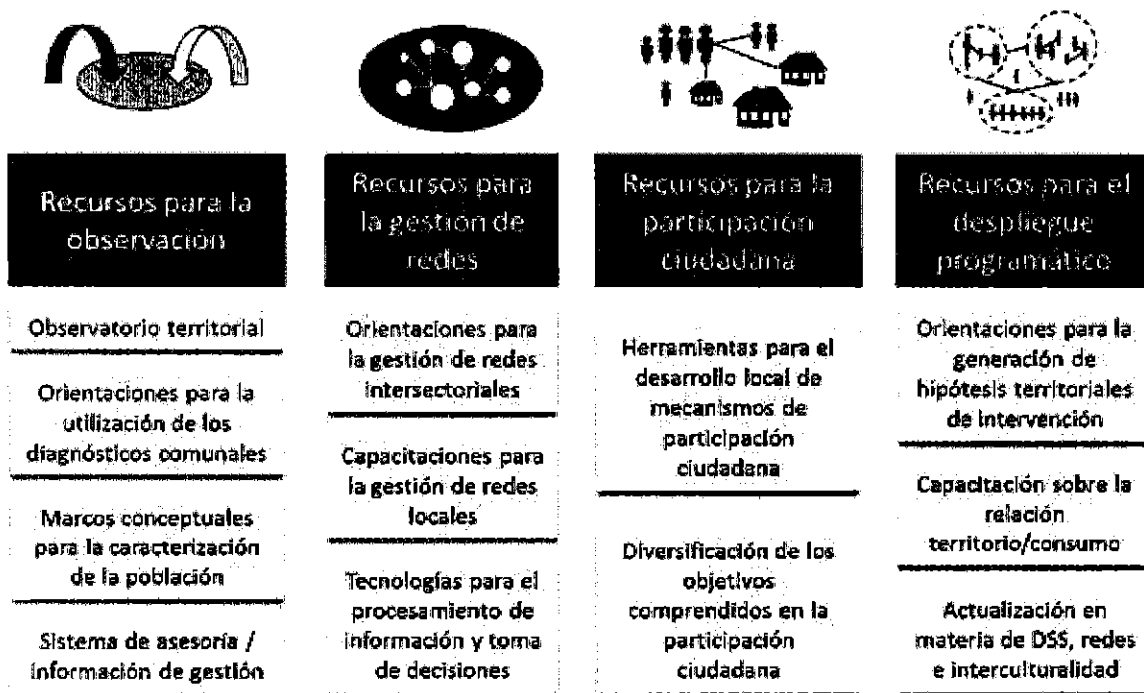 Recursos para la
observación
Observatorio territorial
Orientaciones para la
utilización de los
diagnósticos comunales
Marcos conceptuales
para la caracterización
de la población
Sistema de asesoría /
información de gestión
Recursos para
la gestión de
redes
Orientaciones para
la gestión de redes
intersectoriales
Capacitaciones para
la gestión de redes
locales
Tecnologías para el
procesamiento de
información y toma
de decisiones
Recursos para la
participación
ciudadana
Herramientas para el
desarrollo local de
mecanismos de
participación
ciudadana
Diversificación de los
objetivos
comprendidos en la
participación
ciudadana
Recursos para el
despliegue
programático
Orientaciones para la
generación de
hipótesis territoriales
de intervención
Capacitación sobre la
relación
territorio/consumo
Actualización en
materia de DSS, redes
e interculturalidad